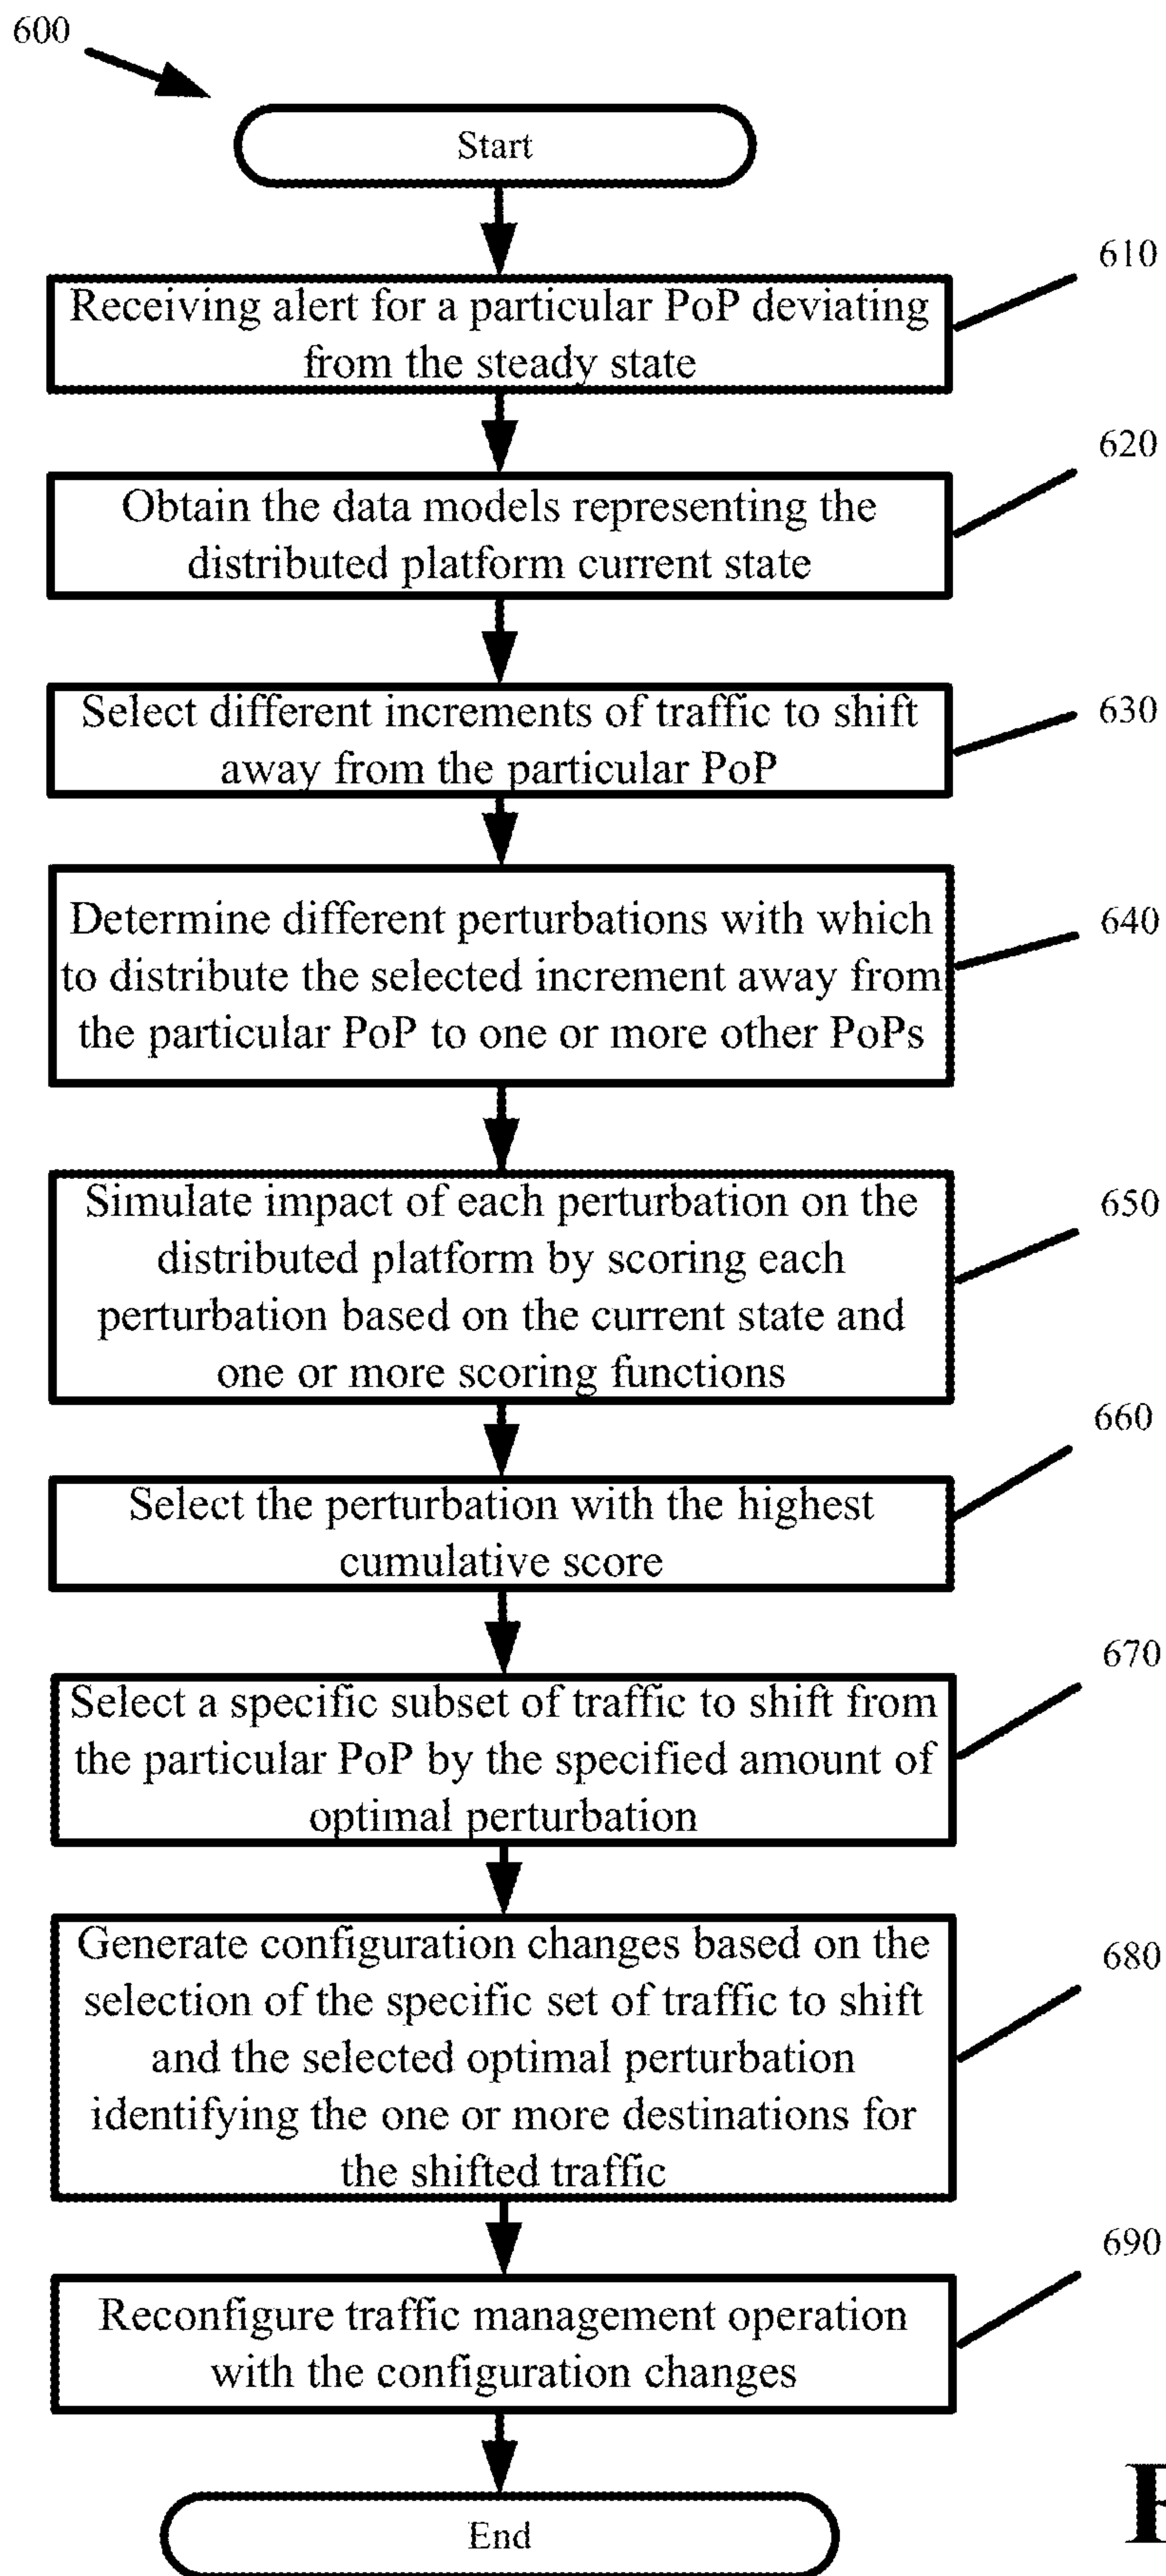 600
Start
610
Receiving alert for a particular PoP deviating
from the steady state
620
Obtain the data models representing the
distributed platform current state
630
Select different increments of traffic to shift
away from the particular PoP
640
Determine different perturbations with which
to distribute the selected increment away from
the particular PoP to one or more other PoPs
650
Simulate impact of each perturbation on the
distributed platform by scoring each
perturbation based on the current state and
one or more scoring functions
660
Select the perturbation with the highest
cumulative score
670
Select a specific subset of traffic to shift from
the particular PoP by the specified amount of
optimal perturbation
680
Generate configuration changes based on the
selection of the specific set of traffic to shift
and the selected optimal perturbation
identifying the one or more destinations for
the shifted traffic
690
Reconfigure traffic management operation
with the configuration changes
End